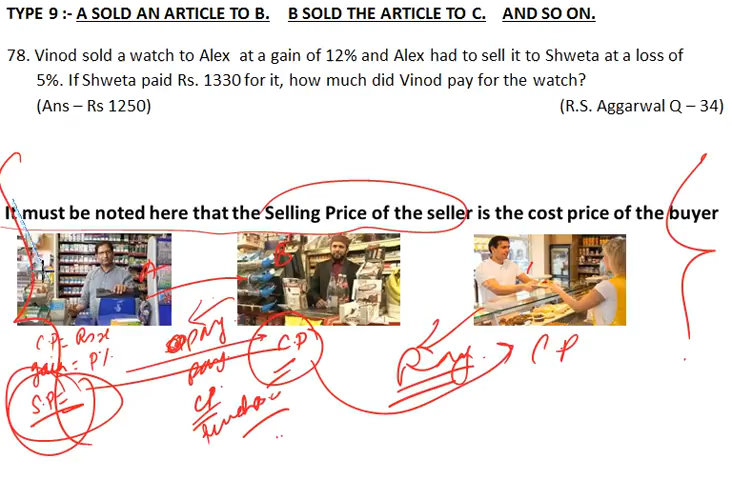 TYPE 9 :- A SOLD AN ARTICLE TO B. B SOLD THE ARTICLE TO C. AND SO ON.
78. Vinod sold a watch to Alex at a gain of 12% and Alex had to sell it to Shweta at a loss of
5%. If Shweta paid Rs. 1330 for it, how much did Vinod pay for the watch?
(Ans – Rs 1250) (R.S. Aggarwal Q – 34)
It must be noted here that the Selling Price of the seller is the cost price of the buyer
A B
C.P = Rs x
gain = P%
S.P =
pay
C.P
CP
C P